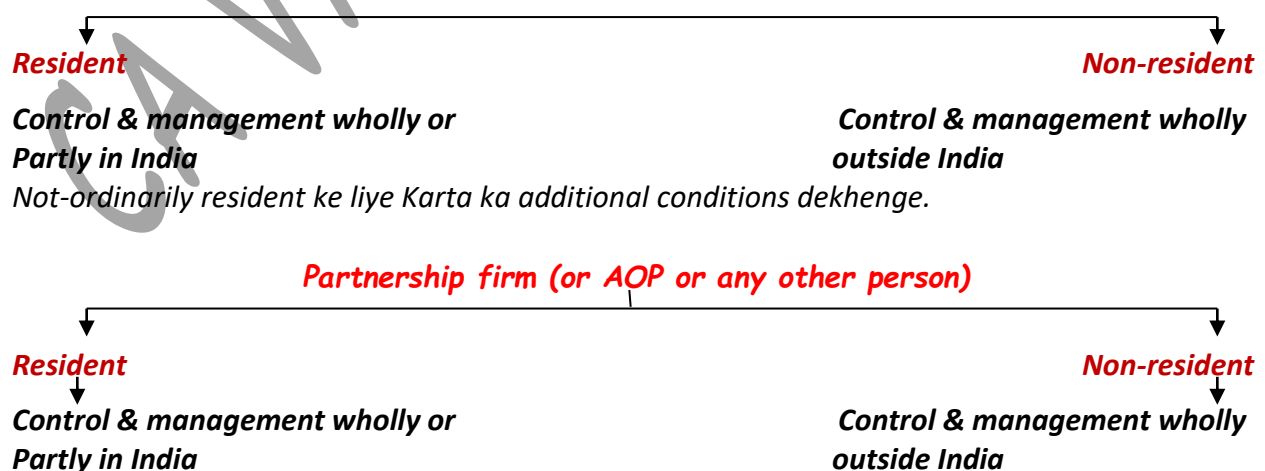 Resident Non-resident
Control & management wholly or Control & management wholly
Partly in India outside India
Not-ordinarily resident ke liye Karta ka additional conditions dekhenge.
Partnership firm (or AOP or any other person)
Resident Non-resident
Control & management wholly or Control & management wholly
Partly in India outside India
CA